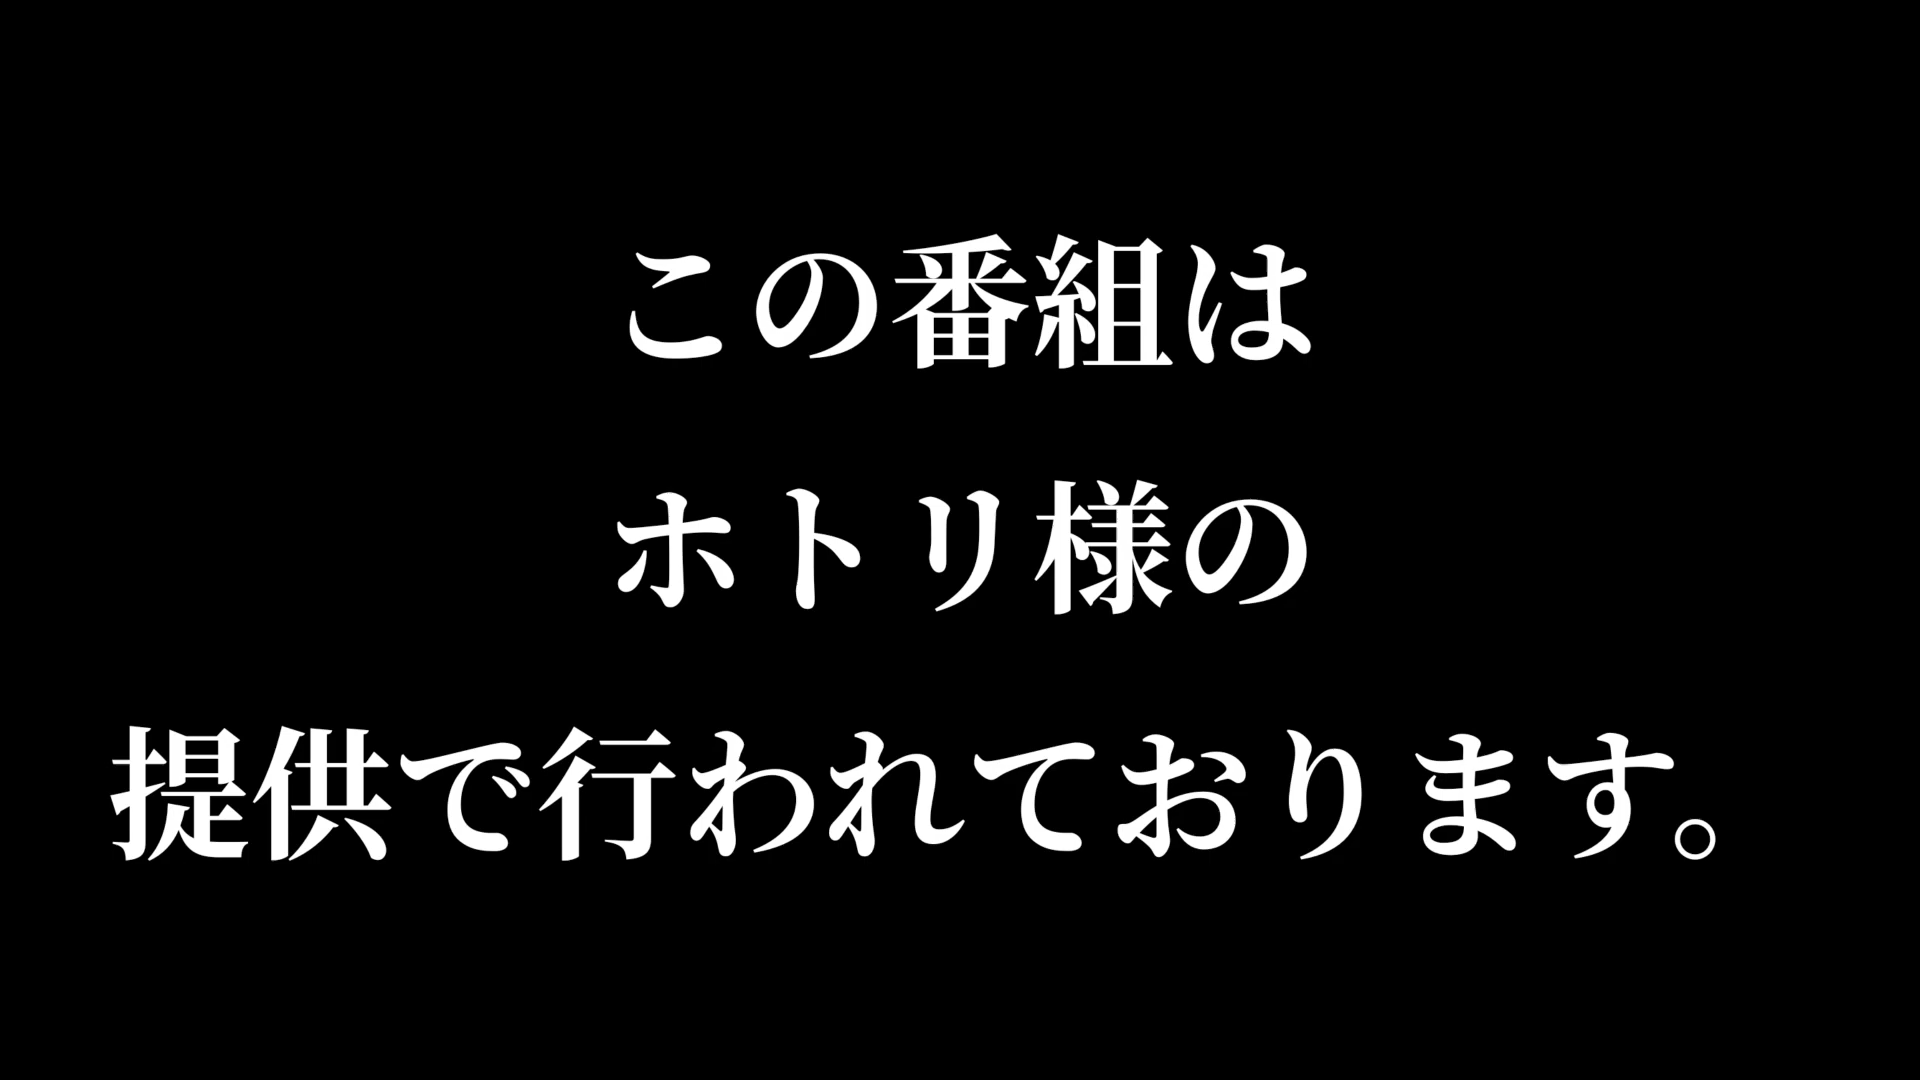 この番組は
ホトリ様の
提供で行われております。